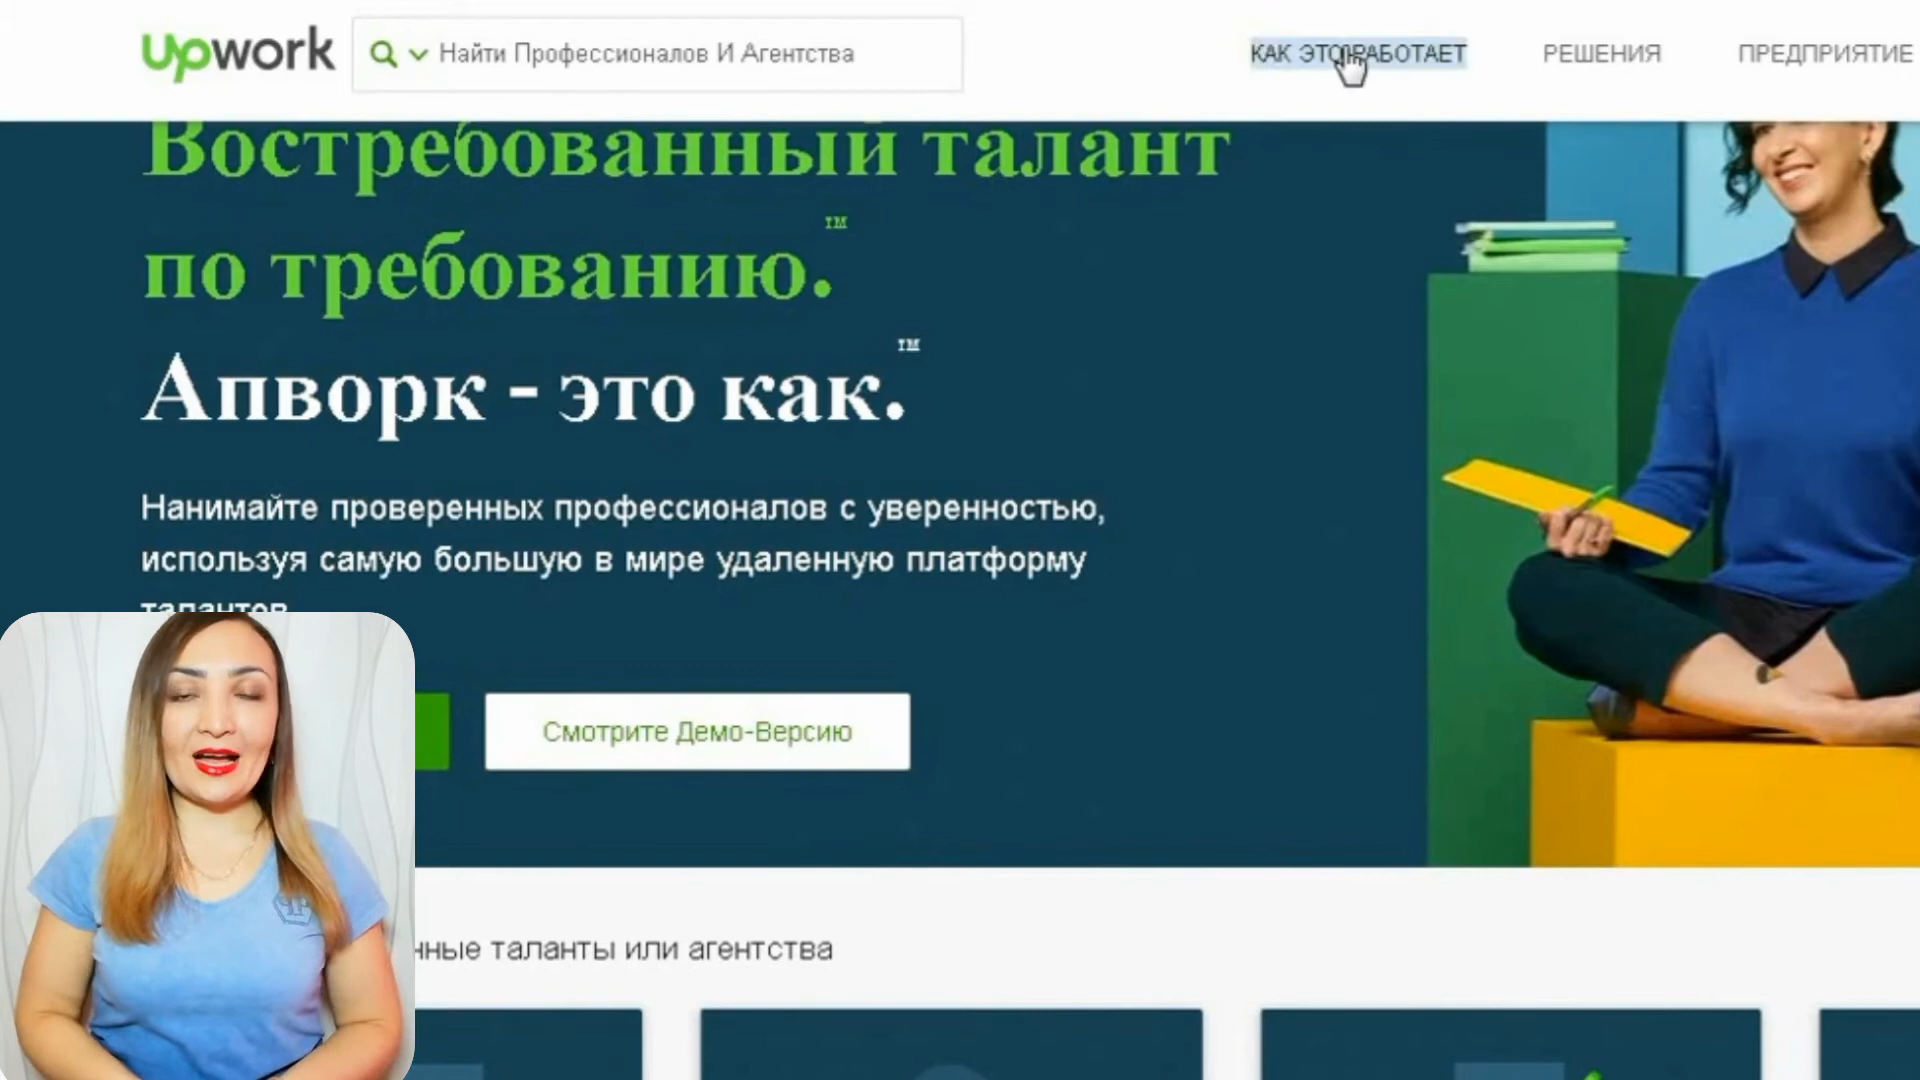 Upwork
Найти Профессионалов И Агентства
КАК ЭТО РАБОТАЕТ
РЕШЕНИЯ
ПРЕДПРИЯТИЕ
Востребованный талант
по требованию.™
Апворк - это как.™
Нанимайте проверенных профессионалов с уверенностью,
используя самую большую в мире удаленную платформу
талантов.
Смотрите Демо-Версию
нные таланты или агентства